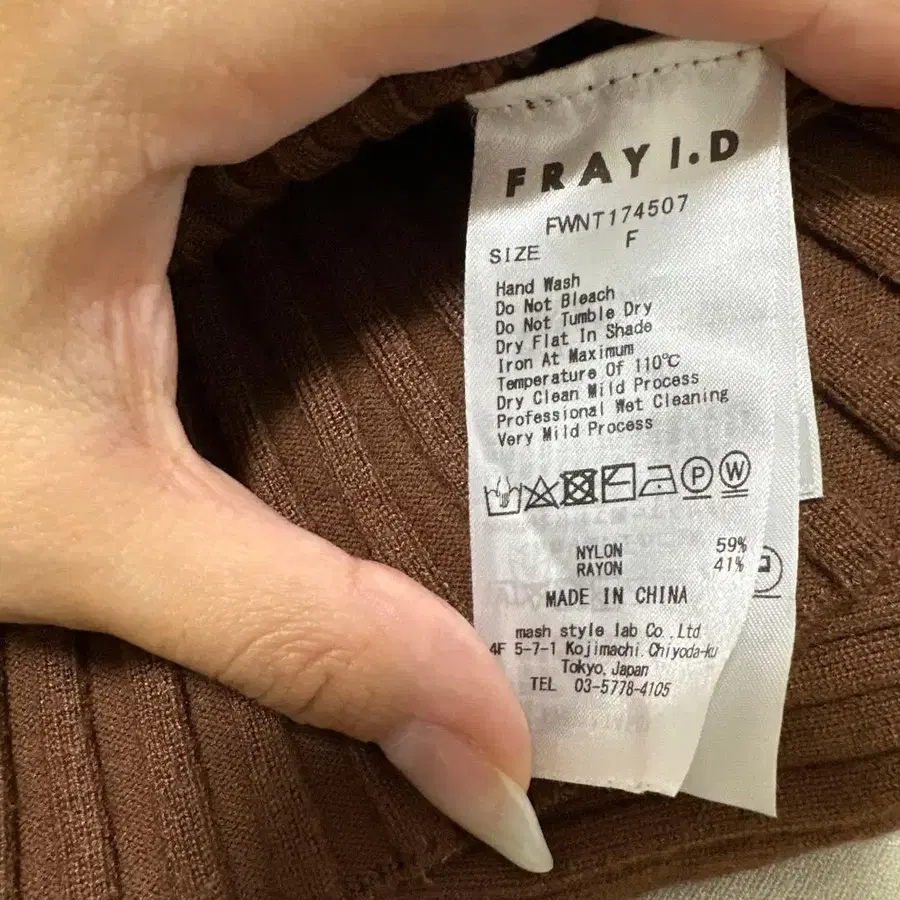 FRAY I.D
FWNT174507
SIZE F
Hand Wash
Do Not Bleach
Do Not Tumble Dry
Dry Flat In Shade
Iron At Maximum
Temperature Of 110℃
Dry Clean Mild Process
Professional Wet Cleaning
Very Mild Process
P W
NYLON 59%
RAYON 41%
MADE IN CHINA
mash style lab Co.,Ltd
4F 5-7-1 Kojimachi.Chiyoda-ku
Tokyo,Japan
TEL 03-5778-4105